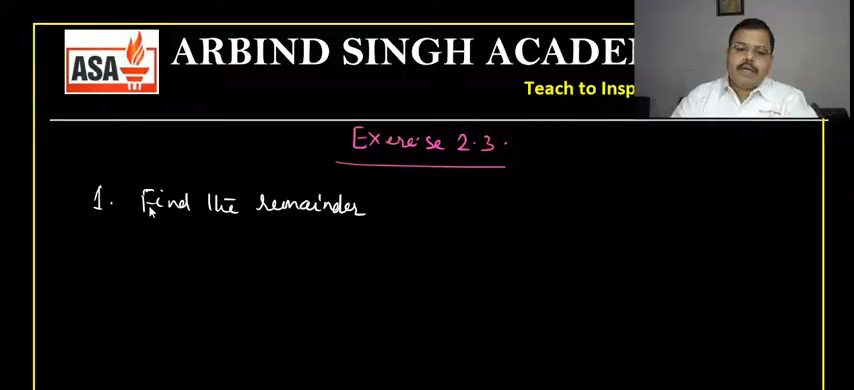 ASA
ARBIND SINGH ACADE
Teach to Insp
Exercise 2.3.
1. Find the remainder